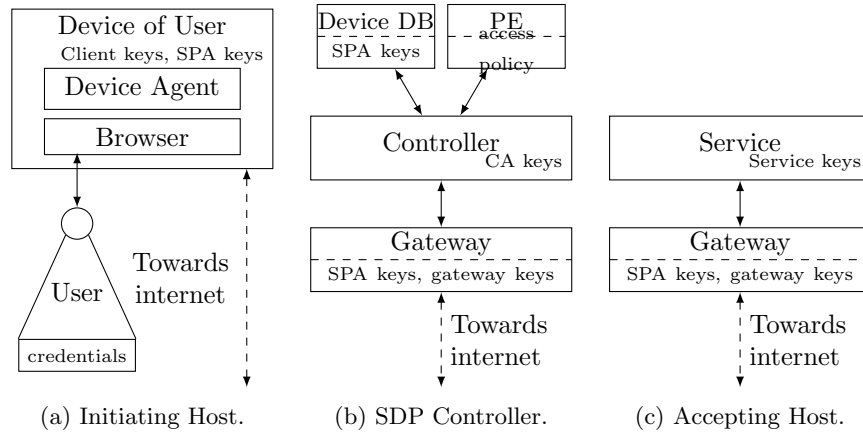 Device of User
Client keys, SPA keys
Device Agent
Browser
User
credentials
Towards
internet
(a) Initiating Host.
Device DB
SPA keys
PE
access
policy
Controller
CA keys
Gateway
SPA keys, gateway keys
Towards
internet
(b) SDP Controller.
Service
Service keys
Gateway
SPA keys, gateway keys
Towards
internet
(c) Accepting Host.